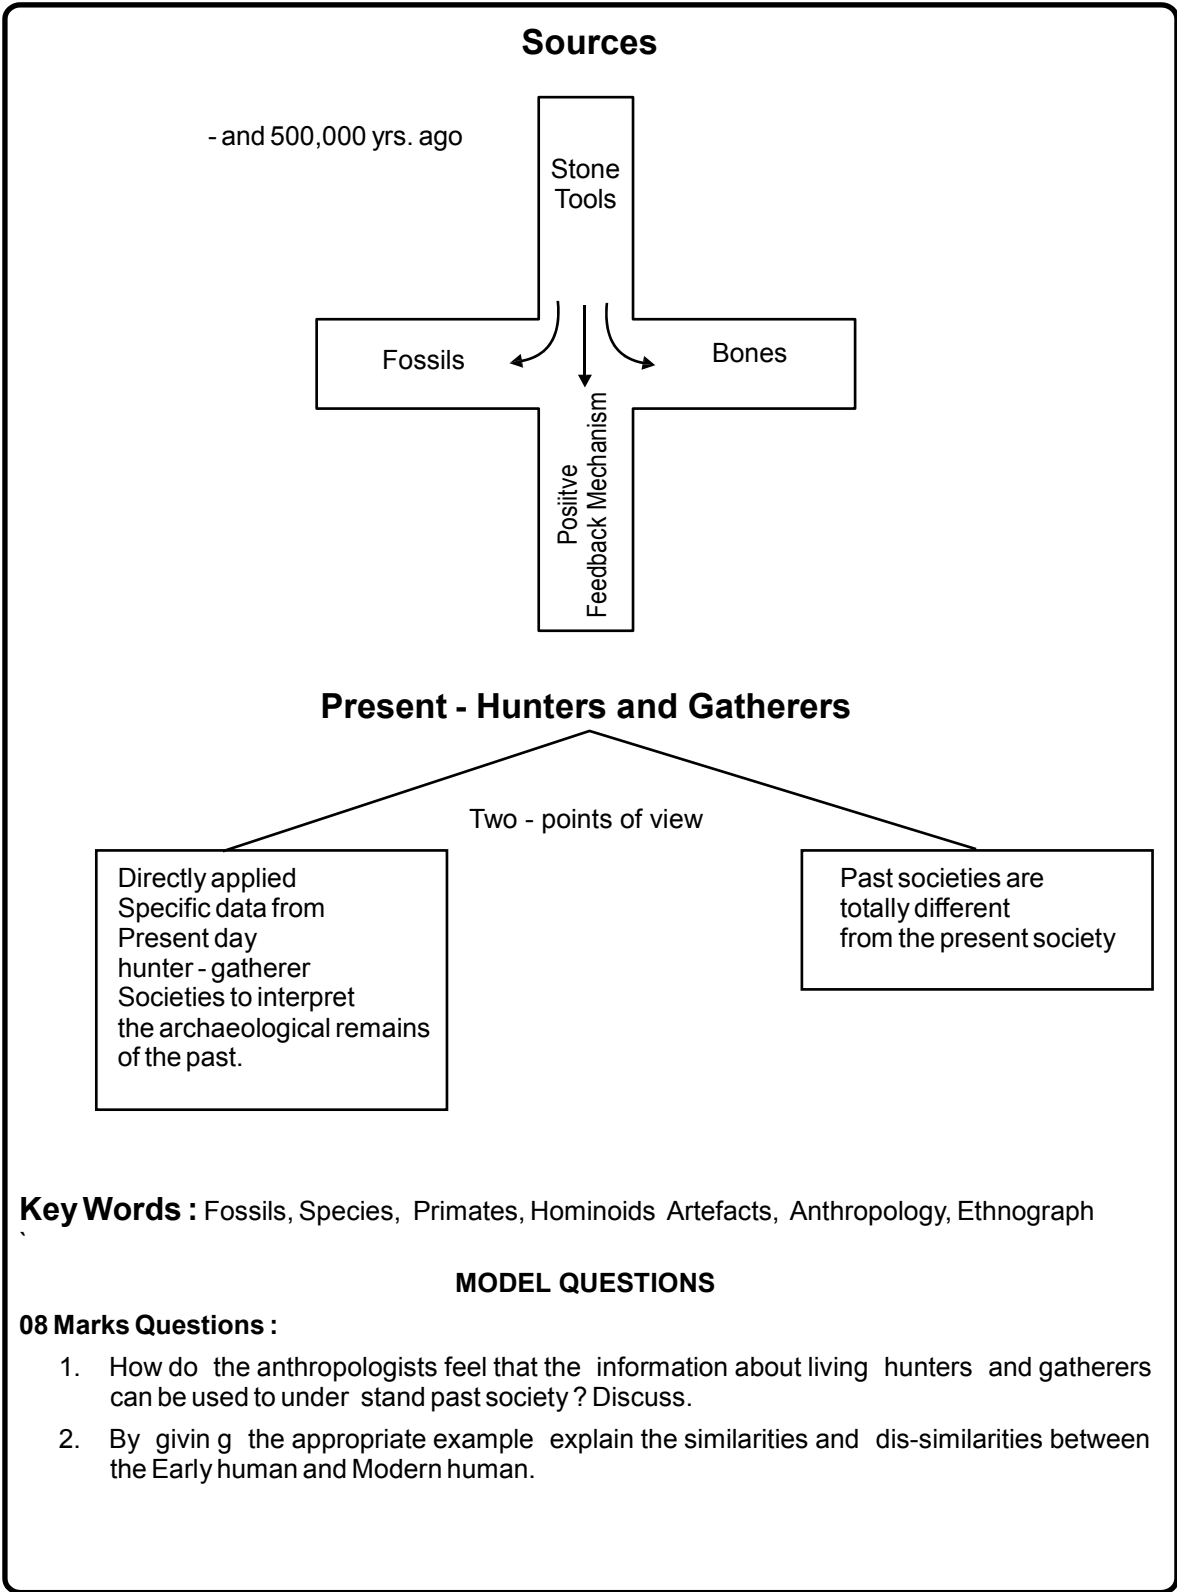 Sources
- and 500,000 yrs. ago
Stone
Tools
Fossils
Bones
Posiitve
Feedback Mechanism
Present - Hunters and Gatherers
Two - points of view
Directly applied
Specific data from
Present day
hunter - gatherer
Societies to interpret
the archaeological remains
of the past.
Past societies are
totally different
from the present society
Key Words : Fossils, Species, Primates, Hominoids Artefacts, Anthropology, Ethnograph
`
MODEL QUESTIONS
08 Marks Questions :
1. How do the anthropologists feel that the information about living hunters and gatherers
can be used to under stand past society ? Discuss.
2. By givin g the appropriate example explain the similarities and dis-similarities between
the Early human and Modern human.